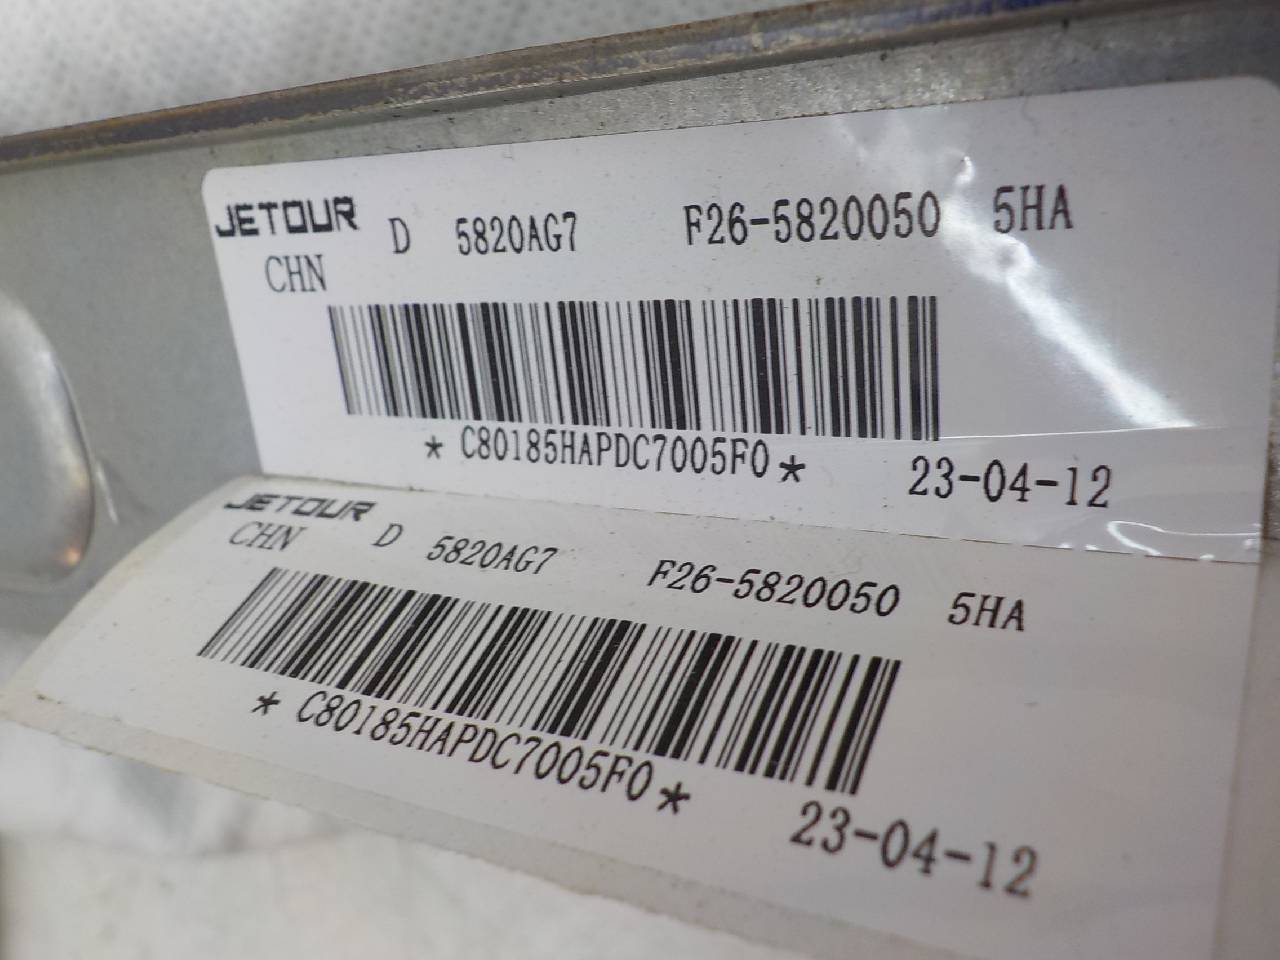 JETOUR D 5820AG7 F26-5820050 5HA
CHN
* C80185HAPDC7005F0 *
23-04-12
JETOUR D 5820AG7 F26-5820050 5HA
CHN
* C80185HAPDC7005F0 *
23-04-12